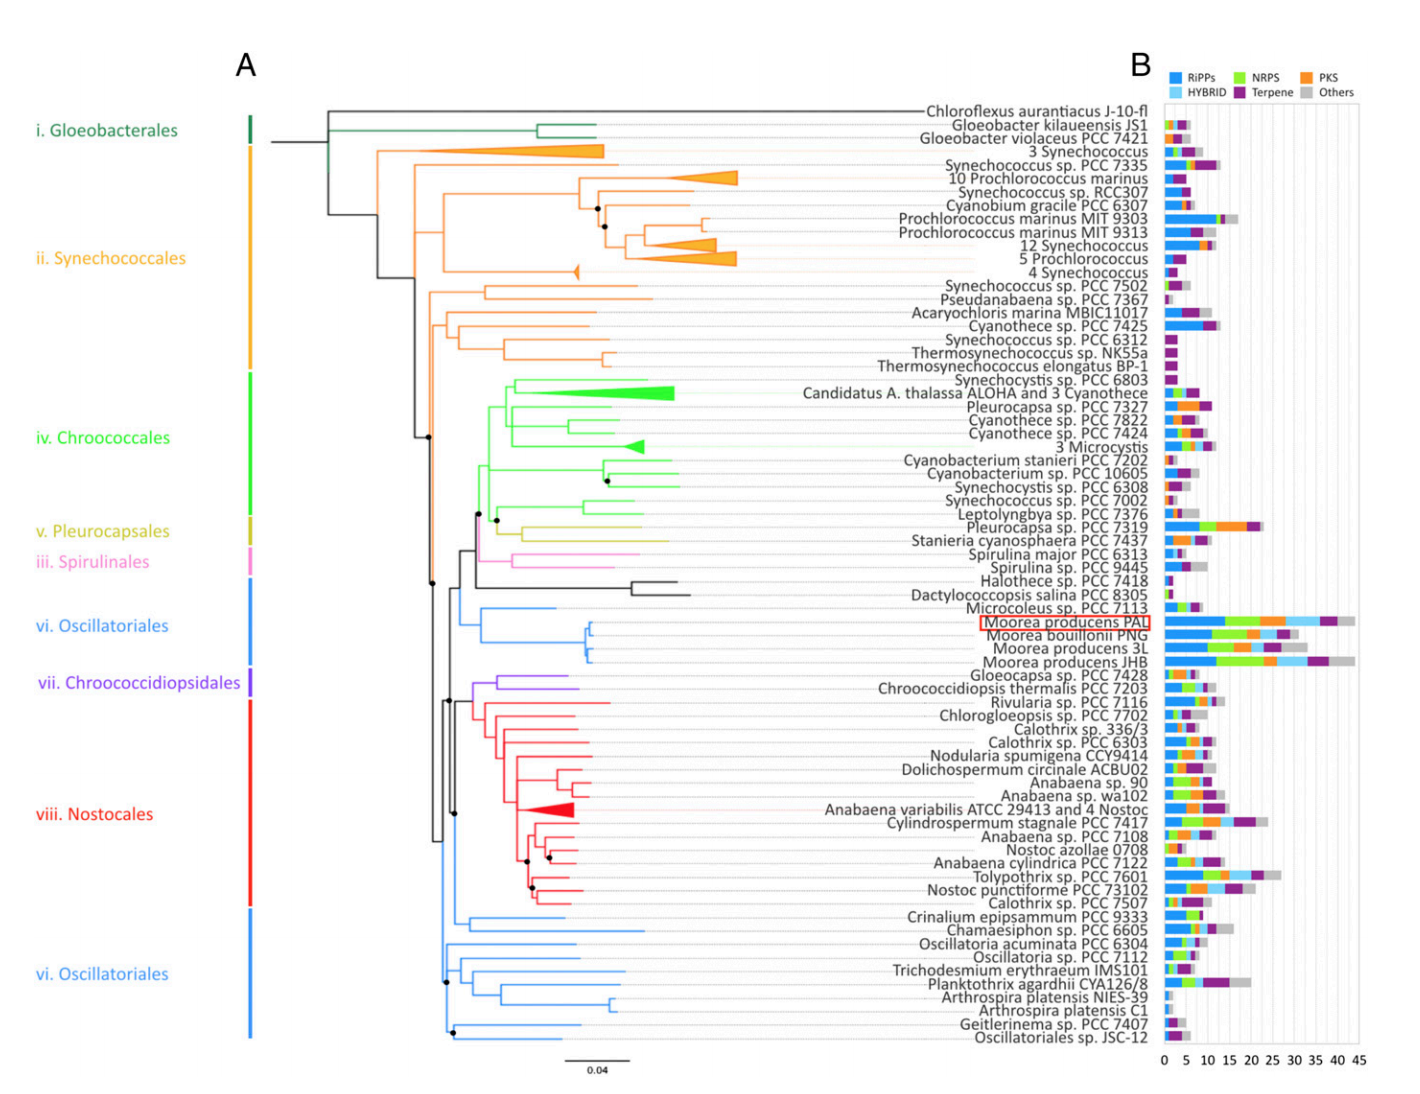 A
B
RiPPs NRPS PKS
HYBRID Terpene Others
i. Gloeobacterales
ii. Synechococcales
iv. Chroococcales
v. Pleurocapsales
iii. Spirulinales
vi. Oscillatoriales
vii. Chroococcidiopsidales
viii. Nostocales
vi. Oscillatoriales
Chloroflexus aurantiacus J-10-fl
Gloeobacter kilaueensis JS1
Gloeobacter violaceus PCC 7421
3 Synechococcus
Synechococcus sp. PCC 7335
10 Prochlorococcus marinus
Synechococcus sp. RCC307
Cyanobium gracile PCC 6307
Prochlorococcus marinus MIT 9303
Prochlorococcus marinus MIT 9313
12 Synechococcus
5 Prochlorococcus
4 Synechococcus
Synechococcus sp. PCC 7502
Pseudanabaena sp. PCC 7367
Acaryochloris marina MBIC11017
Cyanothece sp. PCC 7425
Synechococcus sp. PCC 6312
Thermosynechococcus sp. NK55a
Thermosynechococcus elongatus BP-1
Synechocystis sp. PCC 6803
Candidatus A. thalassa ALOHA and 3 Cyanothece
Pleurocapsa sp. PCC 7327
Cyanothece sp. PCC 7822
Cyanothece sp. PCC 7424
3 Microcystis
Cyanobacterium stanieri PCC 7202
Cyanobacterium sp. PCC 10605
Synechocystis sp. PCC 6308
Synechococcus sp. PCC 7002
Leptolyngbya sp. PCC 7376
Pleurocapsa sp. PCC 7319
Stanieria cyanosphaera PCC 7437
Spirulina major PCC 6313
Spirulina sp. PCC 9445
Halothece sp. PCC 7418
Dactylococcopsis salina PCC 8305
Microcoleus sp. PCC 7113
Moorea producens PAL
Moorea bouillonii PNG
Moorea producens 3L
Moorea producens JHB
Gloeocapsa sp. PCC 7428
Chroococcidiopsis thermalis PCC 7203
Rivularia sp. PCC 7116
Chlorogloeopsis sp. PCC 7702
Calothrix sp. 336/3
Calothrix sp. PCC 6303
Nodularia spumigena CCY9414
Dolichospermum circinale ACBU02
Anabaena sp. 90
Anabaena sp. wa102
Anabaena variabilis ATCC 29413 and 4 Nostoc
Cylindrospermum stagnale PCC 7417
Anabaena sp. PCC 7108
Nostoc azollae 0708
Anabaena cylindrica PCC 7122
Tolypothrix sp. PCC 7601
Nostoc punctiforme PCC 73102
Calothrix sp. PCC 7507
Crinalium epipsammum PCC 9333
Chamaesiphon sp. PCC 6605
Oscillatoria acuminata PCC 6304
Oscillatoria sp. PCC 7112
Trichodesmium erythraeum IMS101
Planktothrix agardhii CYA126/8
Arthrospira platensis NIES-39
Arthrospira platensis C1
Geitlerinema sp. PCC 7407
Oscillatoriales sp. JSC-12
0 5 10 15 20 25 30 35 40 45
0.04